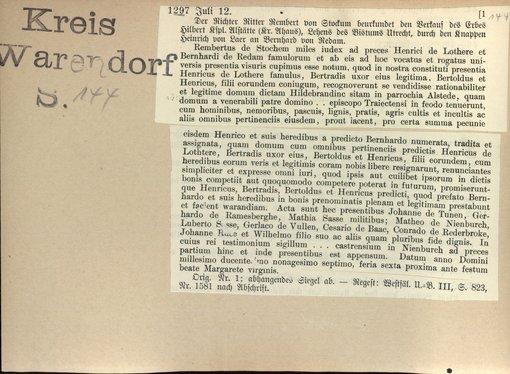 Kreis
Warendorf
S. 144
1297 Juli 12. [1
144
Der Richter Ritter Rembert von Stockum beurkundet den Verkauf des Erbes
Hilbert Kspl. Alstätte (Kr. Ahaus), Lehens des Bistums Utrecht, durch den Knappen
Heinrich von Loer an Bernhard von Redam.
Rembertus de Stochem miles index ad preces Henrici de Lothere et
Bernhardi de Redam famulorum et ab eis ad hoc vocatus et rogatus uni-
versis presentia visuris cupimus esse notum, quod in nostra constituti presentia
Henricus de Lothere famulus, Bertradis uxor eius legitima, Bertoldus et
Henricus, filii eorundem coniugum, recognoverunt se vendidisse rationabiliter
et legitime domum dictam Hildebrandinc sitam in parrochia Alstede, quam
domum a venerabili patre domino . . episcopo Traiectensi in feodo tenuerunt,
cum hominibus, nemoribus, pascuis, lignis, pratis, agris cultis et incultis ac
aliis omnibus pertinenciis eiusdem, prout iacent, pro certa summa pecunie
eisdem Henrico et suis heredibus a predicto Bernhardo numerata, tradita et
assignata, quam domum cum omnibus pertinenciis predictis Henricus de
Lothtere, Bertradis uxor eius, Bertoldus et Henricus, filii eorundem, cum
heredibus eorum veris et legitimis coram nobis libere resignarunt, renunciantes
simpliciter et expresse omni iuri, quod ipsis aut cuilibet ipsorum in dictis
bonis competiit aut quoquomodo competere poterat in futurum, promiserunt-
que Henricus, Bertradis, Bertoldus et Henricus predicti, quod prefato Bern-
hardo et suis heredibus in bonis prenominatis plenam et legitimam prestabunt
et facient warandiam. Acta sunt hec presentibus Johanne de Tunen, Ger-
hardo de Ramesberghe, Mathia Sasse militibus; Matheo de Nienburch,
Luberto Sasse, Gerlaco de Vullen, Cesario de Baac, Conrado de Rederbroke,
Johanne et Wilhelmo filio suo ac aliis quam pluribus fide dignis. In
cuius rei testimonium sigillum . . . castrensium in Nienburch ad preces
partium hinc et inde presentibus est appensum. Datum anno Domini
millesimo ducentesimo nonagesimo septimo, feria sexta proxima ante festum
beate Margarete virginis.
Orig. Nr. 1; abhangendes Siegel ab. — Regest: Westfäl. U.-B. III, S. 823,
Nr. 1581 nach Abschrift.